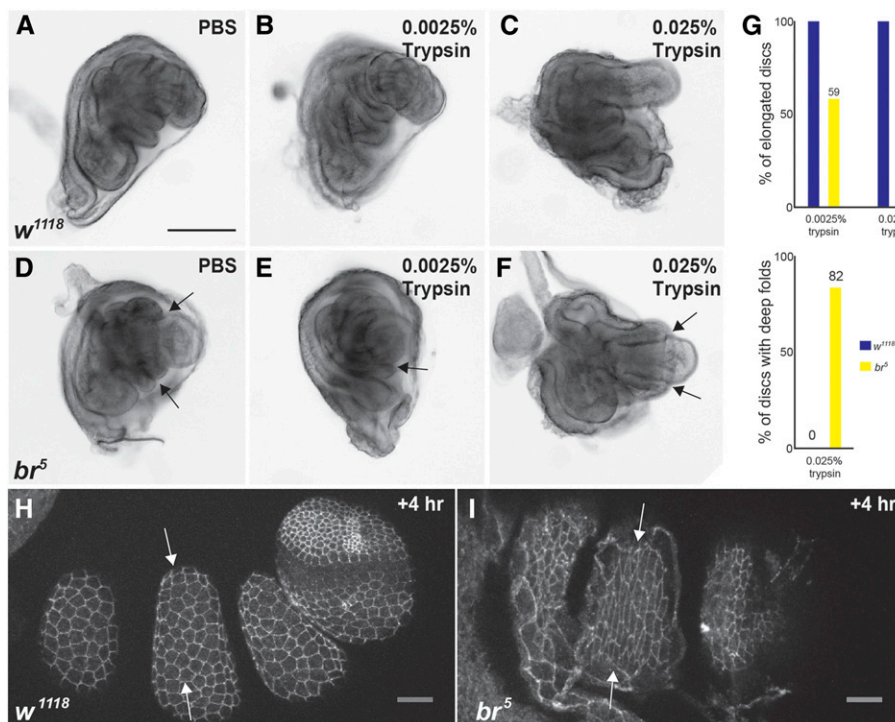 A
PBS
w1118
B
0.0025%
Trypsin
C
0.025%
Trypsin
D
PBS
br5
E
0.0025%
Trypsin
F
0.025%
Trypsin
G
% of elongated discs
100
50
0
59
0.0025%
trypsin
% of discs with deep folds
100
50
0
0
82
0.025%
trypsin
w1118
br5
H
+4 hr
w1118
I
+4 hr
br5